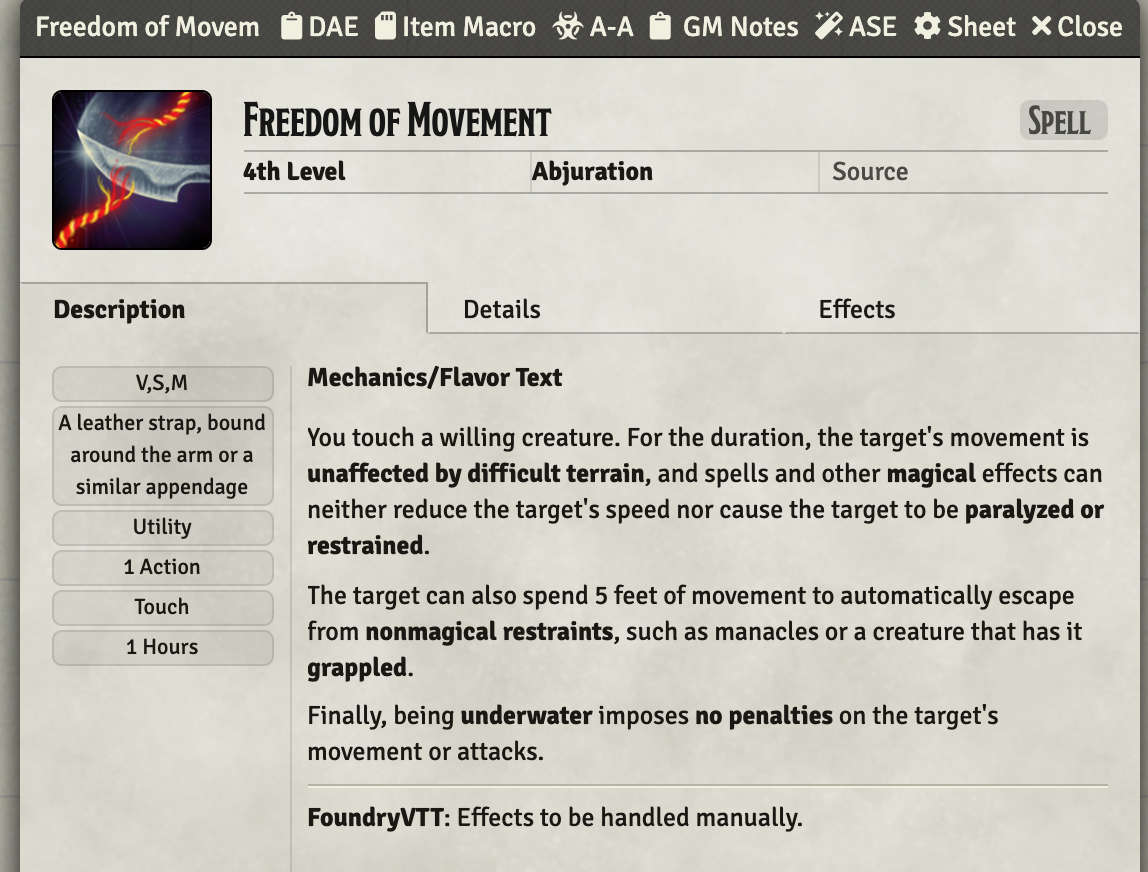 Freedom of Movem DAE Item Macro A-A GM Notes ASE Sheet Close
Freedom of Movement
Spell
4th Level Abjuration Source
Description Details Effects
V,S,M
A leather strap, bound
around the arm or a
similar appendage
Utility
1 Action
Touch
1 Hours
Mechanics/Flavor Text
You touch a willing creature. For the duration, the target's movement is
unaffected by difficult terrain, and spells and other magical effects can
neither reduce the target's speed nor cause the target to be paralyzed or
restrained.
The target can also spend 5 feet of movement to automatically escape
from nonmagical restraints, such as manacles or a creature that has it
grappled.
Finally, being underwater imposes no penalties on the target's
movement or attacks.
FoundryVTT: Effects to be handled manually.